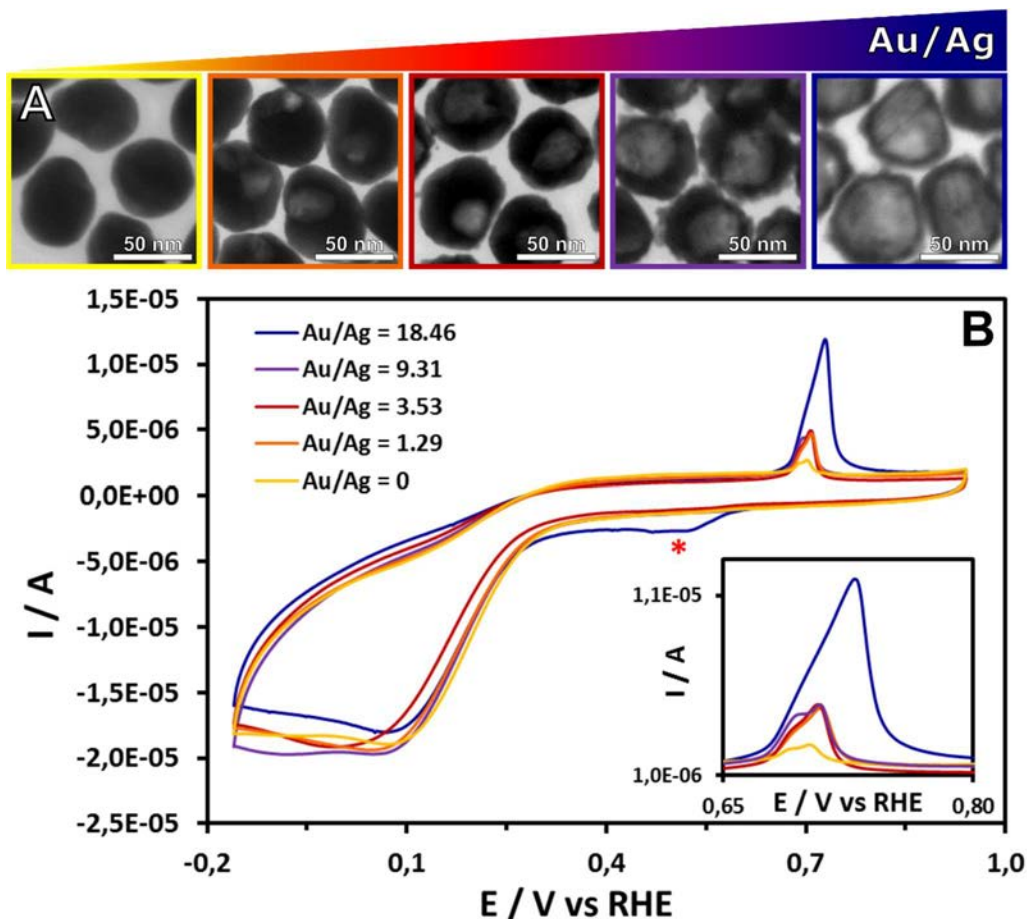 Au/Ag
A
50 nm
50 nm
50 nm
50 nm
50 nm
B
1,5E-05
1,0E-05
5,0E-06
0,0E+00
-5,0E-06
-1,0E-05
-1,5E-05
-2,0E-05
-2,5E-05
I / A
Au/Ag = 18.46
Au/Ag = 9.31
Au/Ag = 3.53
Au/Ag = 1.29
Au/Ag = 0
*
1,1E-05
I / A
1,0E-06
0,65
E / V vs RHE
0,80
-0,2
0,1
0,4
0,7
1,0
E / V vs RHE